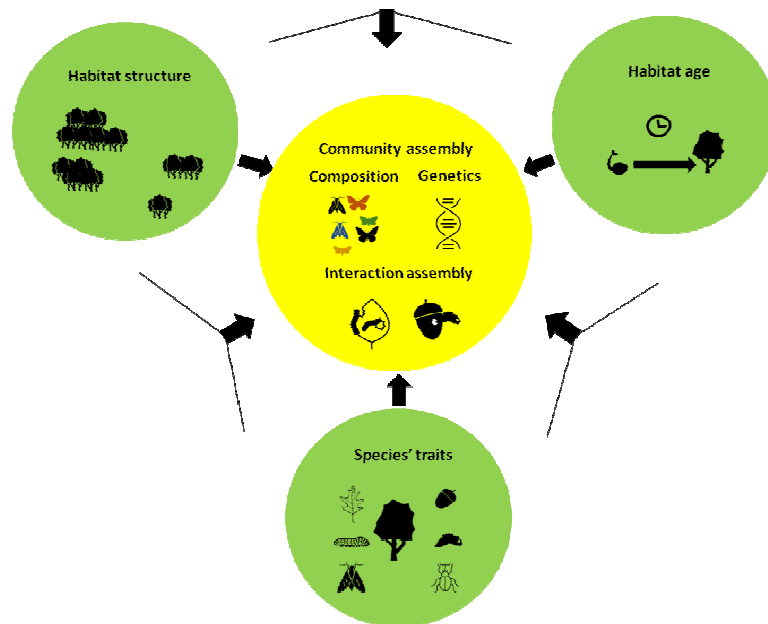 Habitat structure
Habitat age
Community assembly
Composition Genetics
Interaction assembly
Species' traits